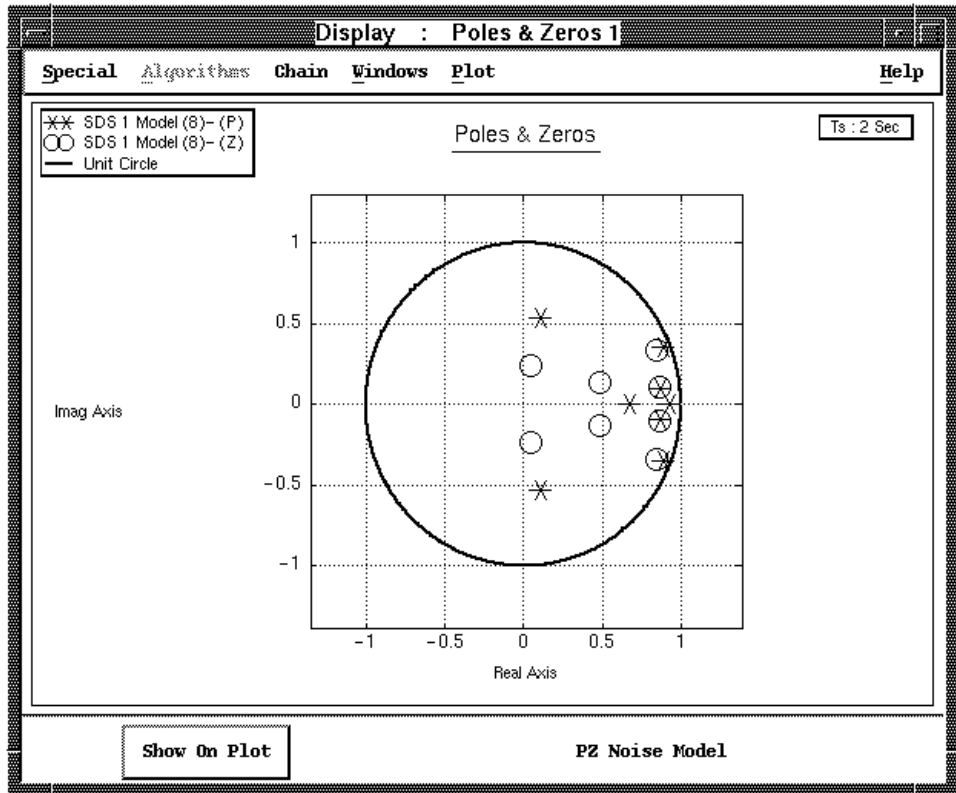 Display : Poles & Zeros 1
Special Algorithms Chain Windows Plot Help
SDS 1 Model (8)- (P)
SDS 1 Model (8)- (Z)
Unit Circle
Poles & Zeros
Ts : 2 Sec
1
0.5
0
-0.5
-1
Imag Axis
-1 -0.5 0 0.5 1
Real Axis
Show On Plot
PZ Noise Model